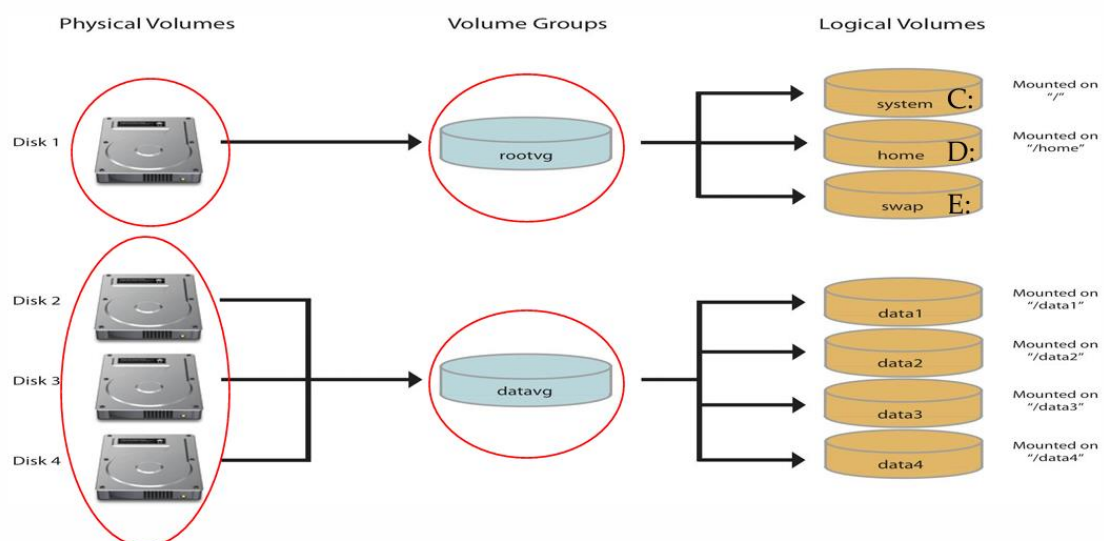 Physical Volumes
Volume Groups
Logical Volumes
Disk 1
rootvg
system C:
Mounted on
"/"
home D:
Mounted on
"/home"
swap E:
Disk 2
Disk 3
Disk 4
datavg
data1
Mounted on
"/data1"
data2
Mounted on
"/data2"
data3
Mounted on
"/data3"
data4
Mounted on
"/data4"